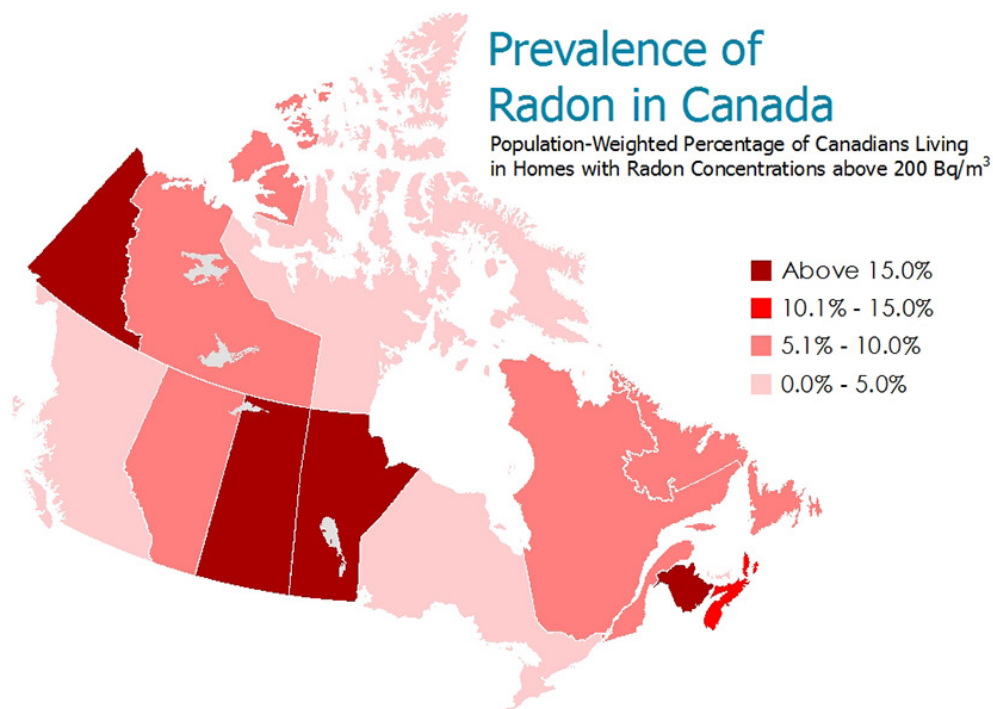 Prevalence of
Radon in Canada
Population-Weighted Percentage of Canadians Living
in Homes with Radon Concentrations above 200 Bq/m³
Above 15.0%
10.1% - 15.0%
5.1% - 10.0%
0.0% - 5.0%